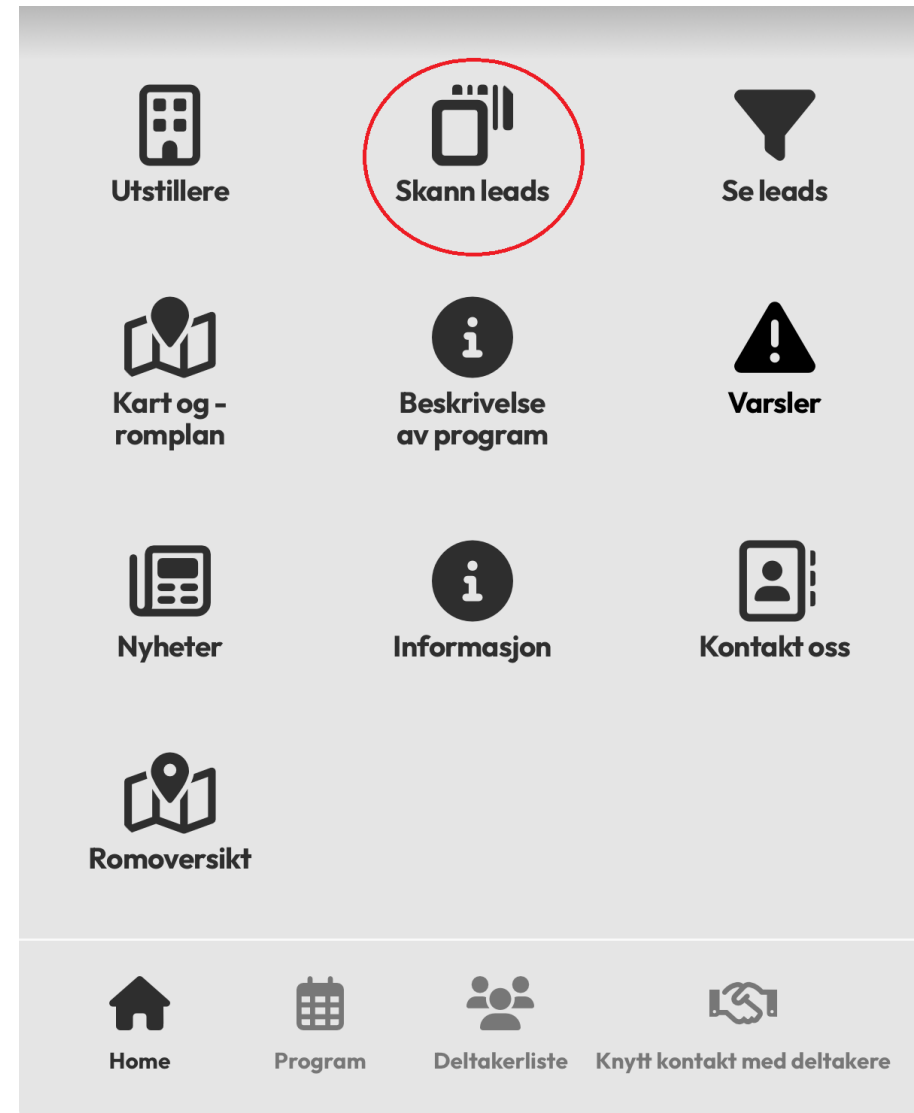 Utstillere
Skann leads
Se leads
Kart og -
romplan
Beskrivelse
av program
Varsler
Nyheter
Informasjon
Kontakt oss
Romoversikt
Home
Program
Deltakerliste
Knytt kontakt med deltakere